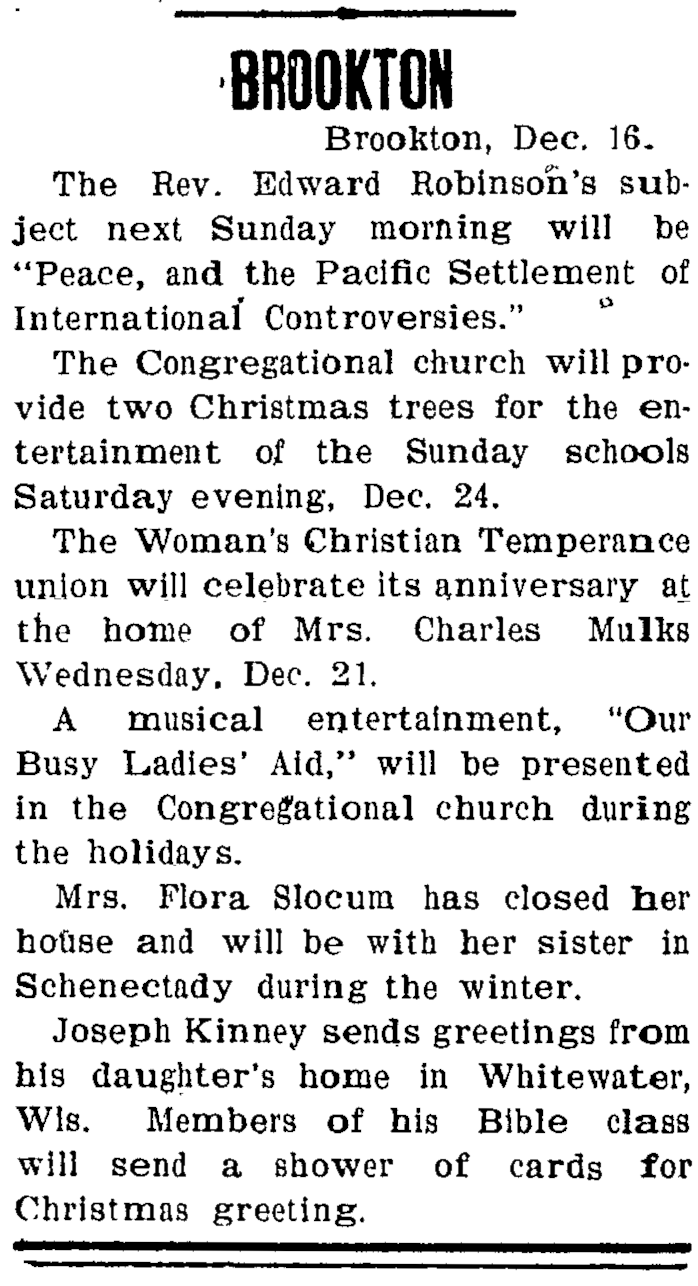 BROOKTON
Brookton, Dec. 16.
The Rev. Edward Robinson's sub-
ject next Sunday morning will be
"Peace, and the Pacific Settlement of
International Controversies."
The Congregational church will pro-
vide two Christmas trees for the en-
tertainment of the Sunday schools
Saturday evening, Dec. 24.
The Woman's Christian Temperance
union will celebrate its anniversary at
the home of Mrs. Charles Mulks
Wednesday, Dec. 21.
A musical entertainment, "Our
Busy Ladies' Aid," will be presented
in the Congregational church during
the holidays.
Mrs. Flora Slocum has closed her
house and will be with her sister in
Schenectady during the winter.
Joseph Kinney sends greetings from
his daughter's home in Whitewater,
Wis. Members of his Bible class
will send a shower of cards for
Christmas greeting.